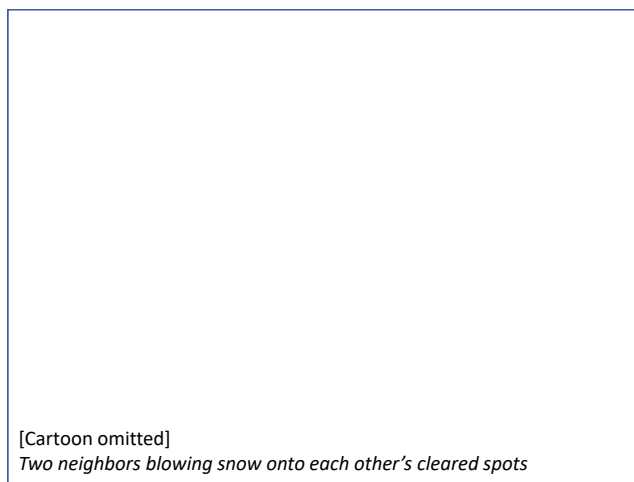 [Cartoon omitted]
Two neighbors blowing snow onto each other’s cleared spots